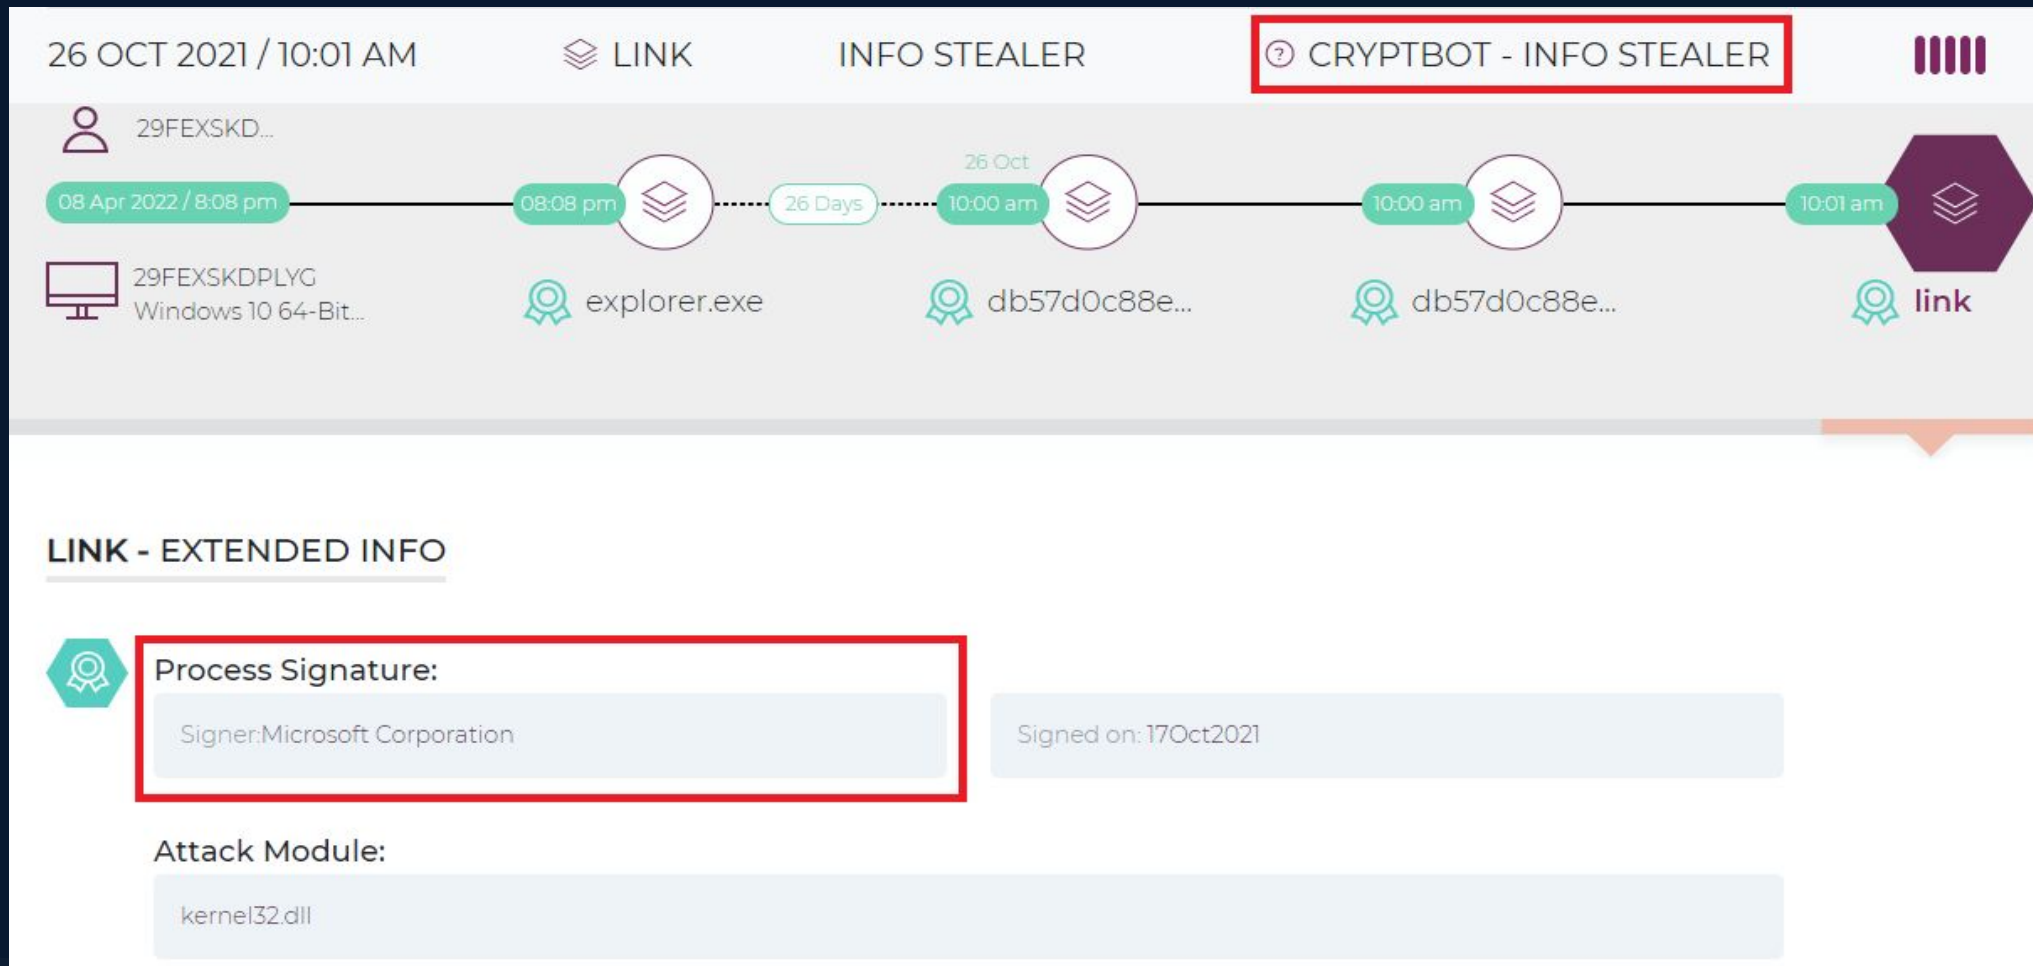 26 OCT 2021 / 10:01 AM LINK INFO STEALER CRYPTBOT - INFO STEALER
29FEXSKD...
26 Oct
08 Apr 2022 / 8:08 pm 08:08 pm 26 Days 10:00 am 10:00 am 10:01 am
29FEXSKDPLYG
Windows 10 64-Bit...
explorer.exe db57d0c88e... db57d0c88e... link
LINK - EXTENDED INFO
Process Signature:
Signer:Microsoft Corporation Signed on: 17Oct2021
Attack Module:
kernel32.dll